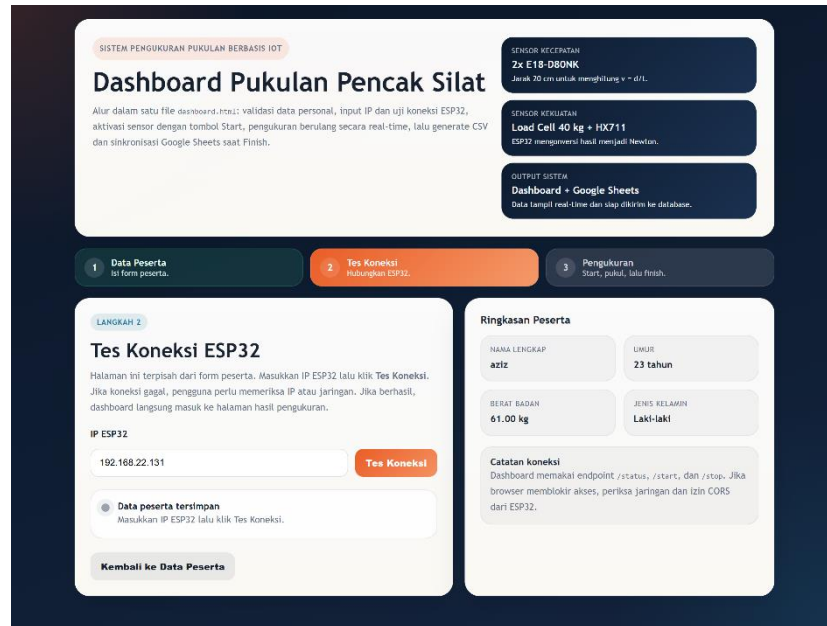 SISTEM PENGUKURAN PUKULAN BERBASIS IOT
Dashboard Pukulan Pencak Silat
Alur dalam satu file dashboard.html: validasi data personal, input IP dan uji koneksi ESP32,
aktivasi sensor dengan tombol Start, pengukuran berulang secara real-time, lalu generate CSV
dan sinkronisasi Google Sheets saat Finish.
SENSOR KECEPATAN
2x E18-D80NK
Jarak 20 cm untuk menghitung v = d/t.
SENSOR KEKUATAN
Load Cell 40 kg + HX711
ESP32 mengonversi hasil menjadi Newton.
OUTPUT SISTEM
Dashboard + Google Sheets
Data tampil real-time dan siap dikirim ke database.
1 Data Peserta
Isi form peserta.
2 Tes Koneksi
Hubungkan ESP32.
3 Pengukuran
Start, pukul, lalu finish.
LANGKAH 2
Tes Koneksi ESP32
Halaman ini terpisah dari form peserta. Masukkan IP ESP32 lalu klik Tes Koneksi.
Jika koneksi gagal, pengguna perlu memeriksa IP atau jaringan. Jika berhasil,
dashboard langsung masuk ke halaman hasil pengukuran.
IP ESP32
192.168.22.131
Tes Koneksi
Data peserta tersimpan
Masukkan IP ESP32 lalu klik Tes Koneksi.
Kembali ke Data Peserta
Ringkasan Peserta
NAMA LENGKAP
aziz
UMUR
23 tahun
BERAT BADAN
61.00 kg
JENIS KELAMIN
Laki-laki
Catatan koneksi
Dashboard memakai endpoint /status, /start, dan /stop. Jika
browser memblokir akses, periksa jaringan dan izin CORS
dari ESP32.